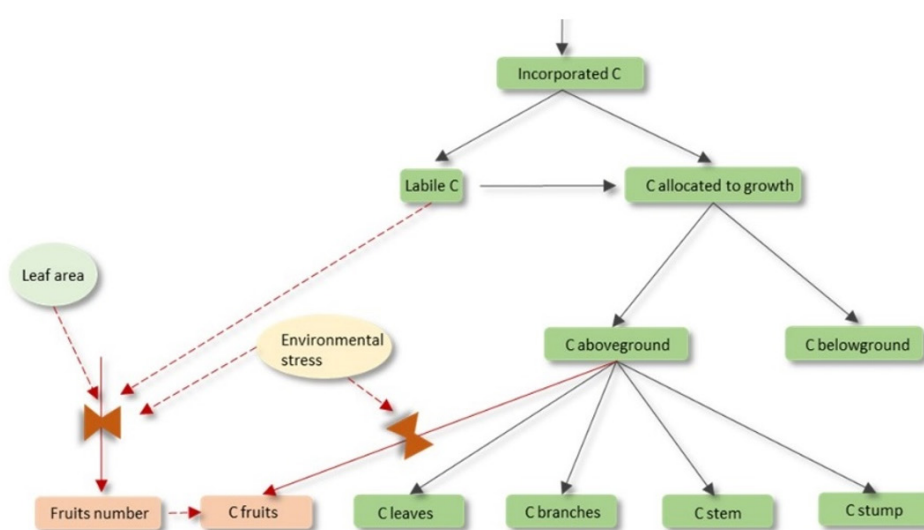 Incorporated C
Labile C
C allocated to growth
Leaf area
Environmental
stress
C aboveground
C belowground
Fruits number
C fruits
C leaves
C branches
C stem
C stump